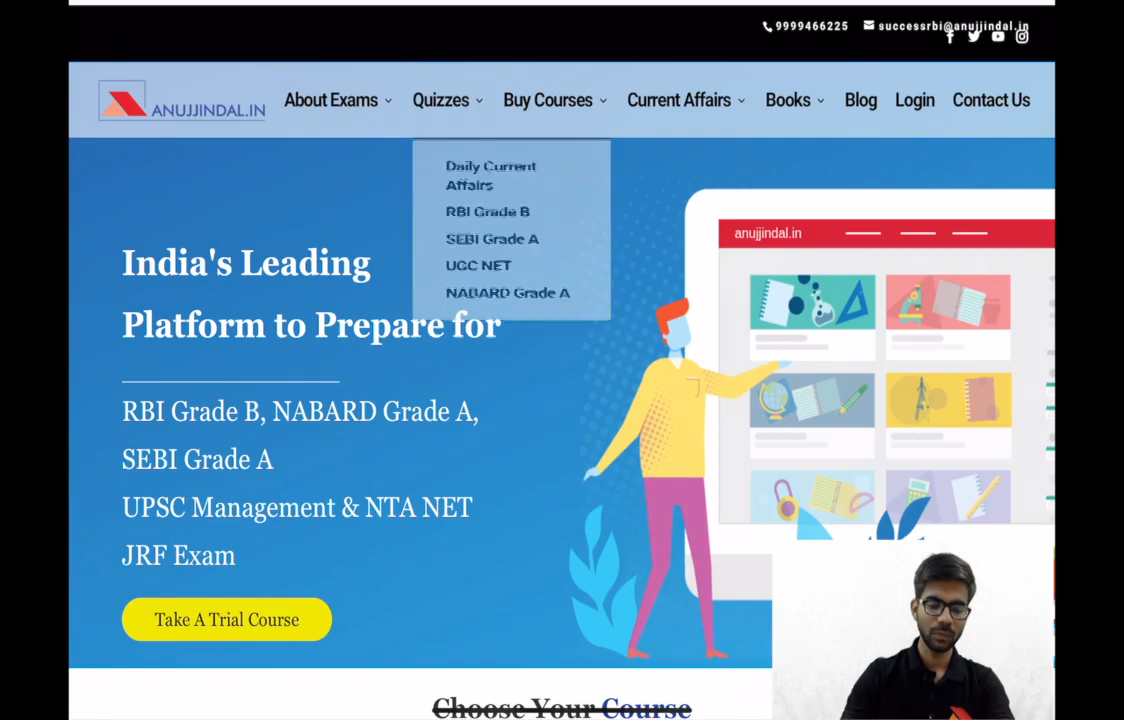 9999466225 successrbi@anujjindal.in
ANUJJINDAL.IN About Exams Quizzes Buy Courses Current Affairs Books Blog Login Contact Us
Daily Current
Affairs
RBI Grade B
SEBI Grade A
UGC NET
NABARD Grade A
anujjindal.in
India's Leading
Platform to Prepare for
RBI Grade B, NABARD Grade A,
SEBI Grade A
UPSC Management & NTA NET
JRF Exam
Take A Trial Course
Choose Your Course